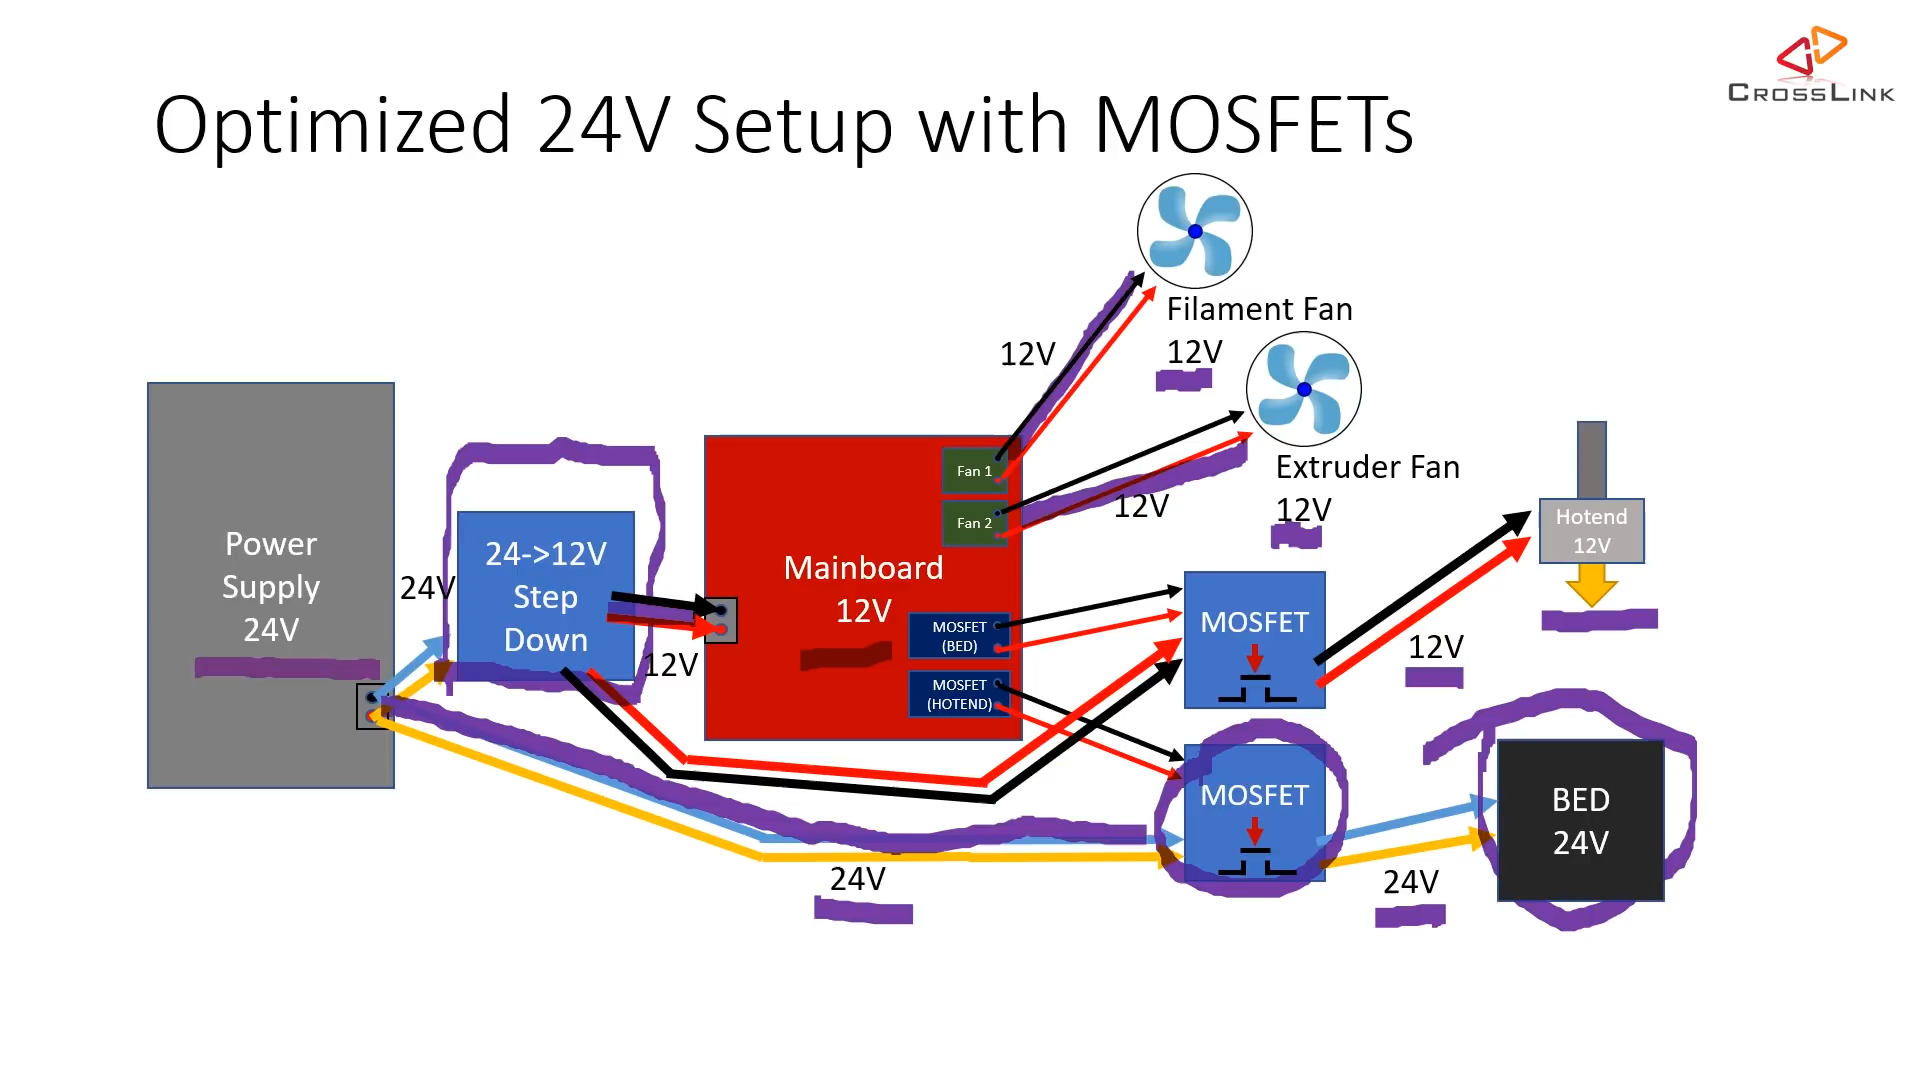 CROSSLINK
Optimized 24V Setup with MOSFETs
Filament Fan
12V
12V
Extruder Fan
12V
12V
Power
Supply
24V
24V
24->12V
Step
Down
12V
Mainboard
12V
Fan 1
Fan 2
MOSFET
(BED)
MOSFET
(HOTEND)
MOSFET
MOSFET
Hotend
12V
12V
BED
24V
24V
24V